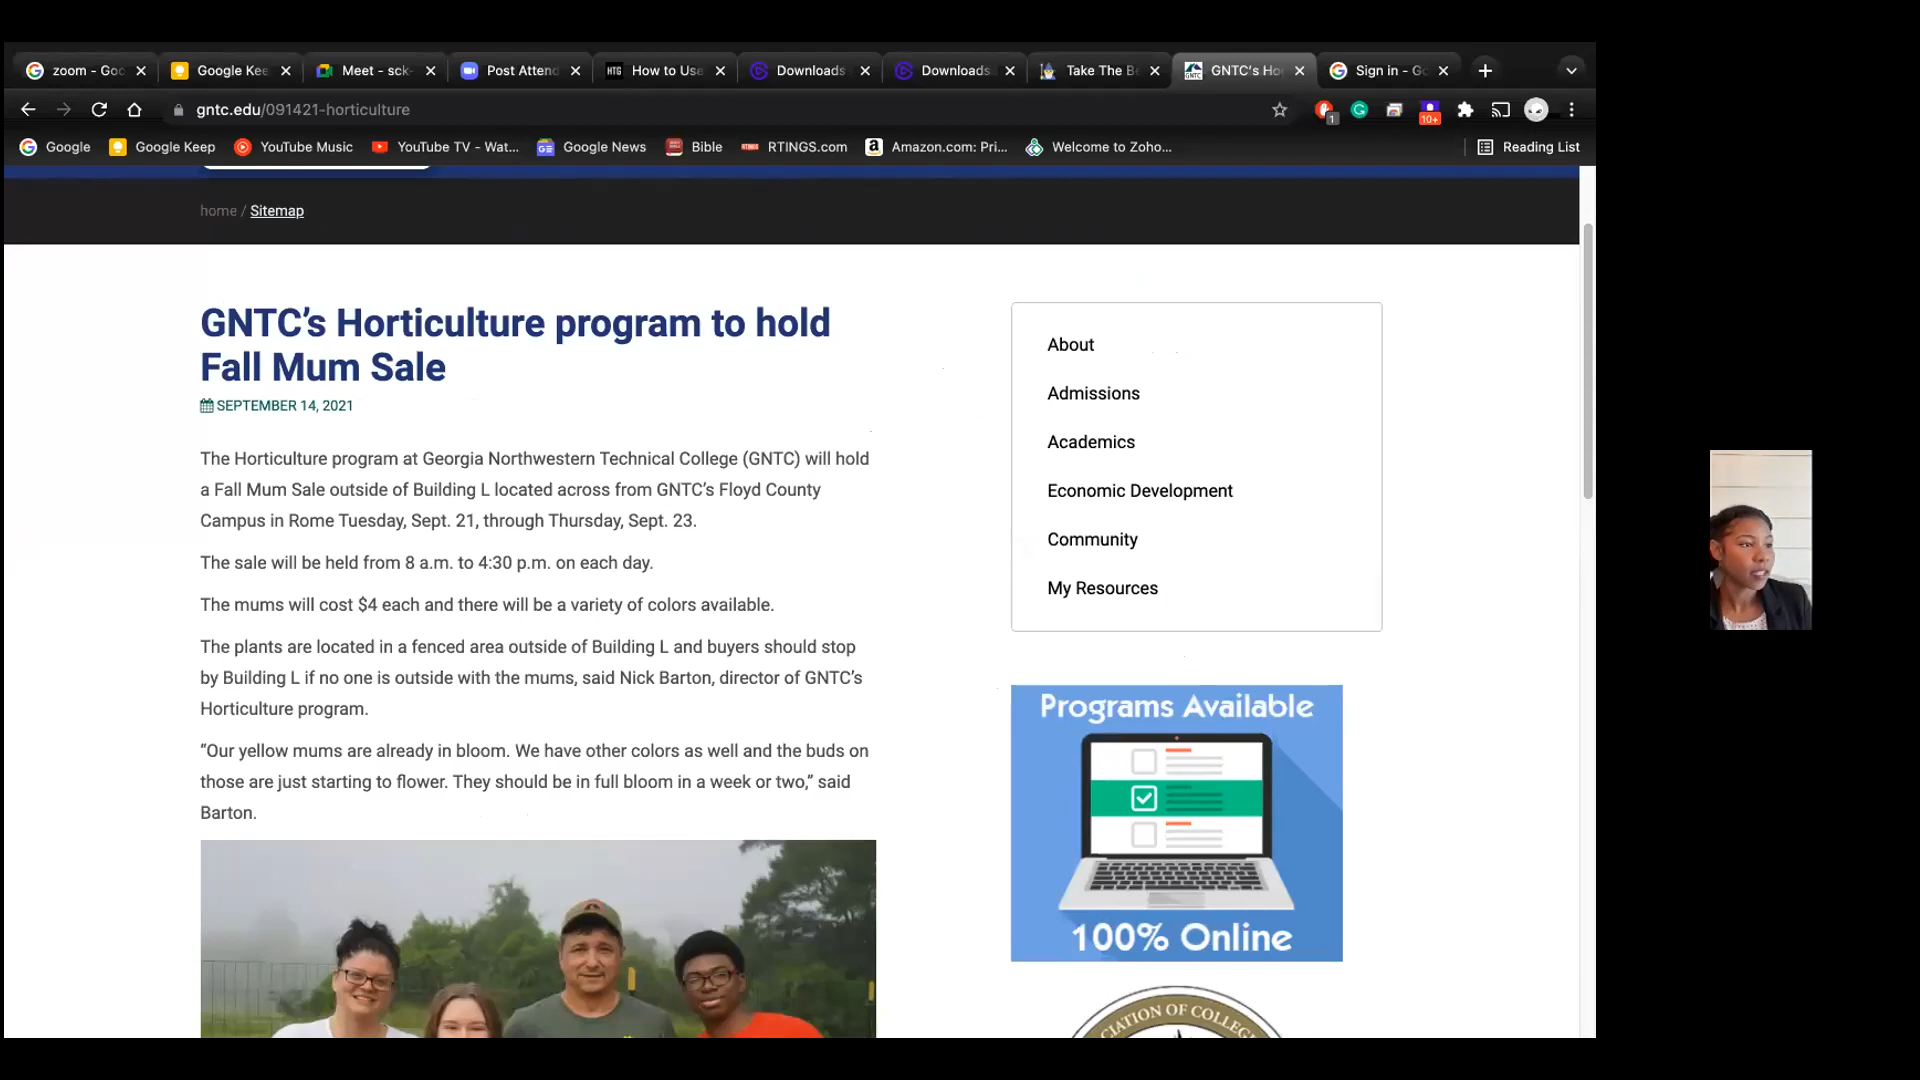 zoom - Goo
Google Kee
Meet - sck-
Post Attend
HTG How to Use
Downloads
Downloads
Take The Be
GNTC's Ho
Sign in - Go
gntc.edu/091421-horticulture
1
10+
Google
Google Keep
YouTube Music
YouTube TV - Wat...
Google News
Bible
RTINGS.com
Amazon.com: Pri...
Welcome to Zoho...
Reading List
home / Sitemap
GNTC’s Horticulture program to hold
Fall Mum Sale
SEPTEMBER 14, 2021
The Horticulture program at Georgia Northwestern Technical College (GNTC) will hold
a Fall Mum Sale outside of Building L located across from GNTC’s Floyd County
Campus in Rome Tuesday, Sept. 21, through Thursday, Sept. 23.
The sale will be held from 8 a.m. to 4:30 p.m. on each day.
The mums will cost $4 each and there will be a variety of colors available.
The plants are located in a fenced area outside of Building L and buyers should stop
by Building L if no one is outside with the mums, said Nick Barton, director of GNTC’s
Horticulture program.
“Our yellow mums are already in bloom. We have other colors as well and the buds on
those are just starting to flower. They should be in full bloom in a week or two,” said
Barton.
About
Admissions
Academics
Economic Development
Community
My Resources
Programs Available
100% Online
CIATION OF COLLEG